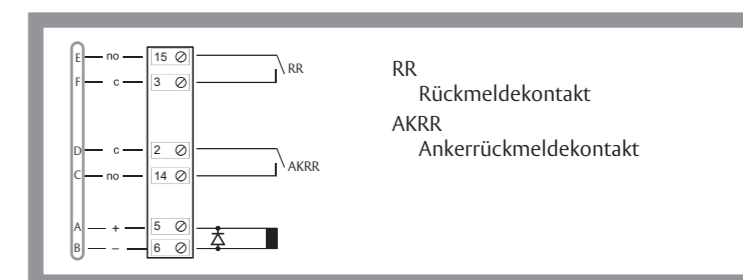 E no 15
F c 3
RR
D c 2
C no 14
AKRR
A + 5
B – 6
RR
Rückmeldekontakt
AKRR
Ankerrückmeldekontakt